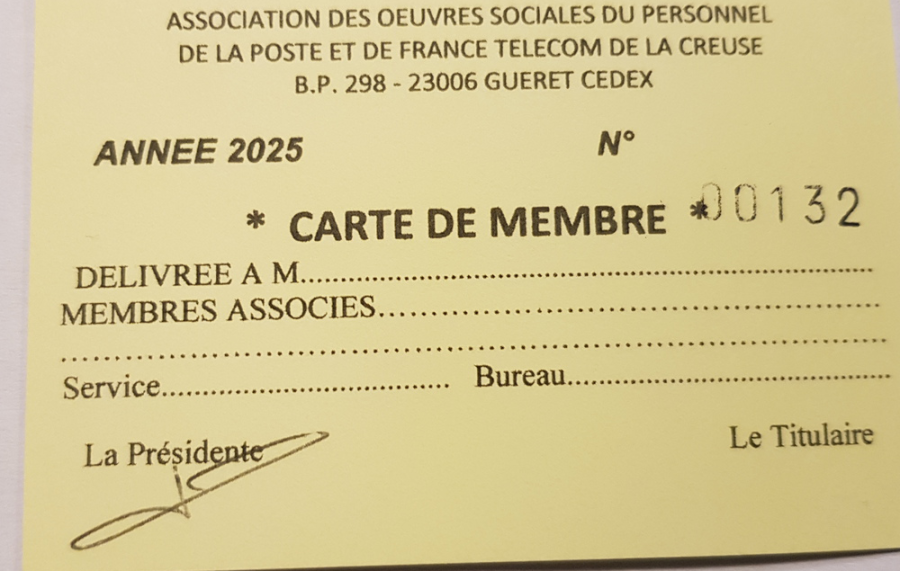 ASSOCIATION DES OEUVRES SOCIALES DU PERSONNEL
DE LA POSTE ET DE FRANCE TELECOM DE LA CREUSE
B.P. 298 - 23006 GUERET CEDEX
ANNEE 2025 N°
* CARTE DE MEMBRE * 00132
DELIVREE A M..........................................................................
MEMBRES ASSOCIES..........................................................
..........................................................................................
Service................................... Bureau.......................................
La Présidente Le Titulaire